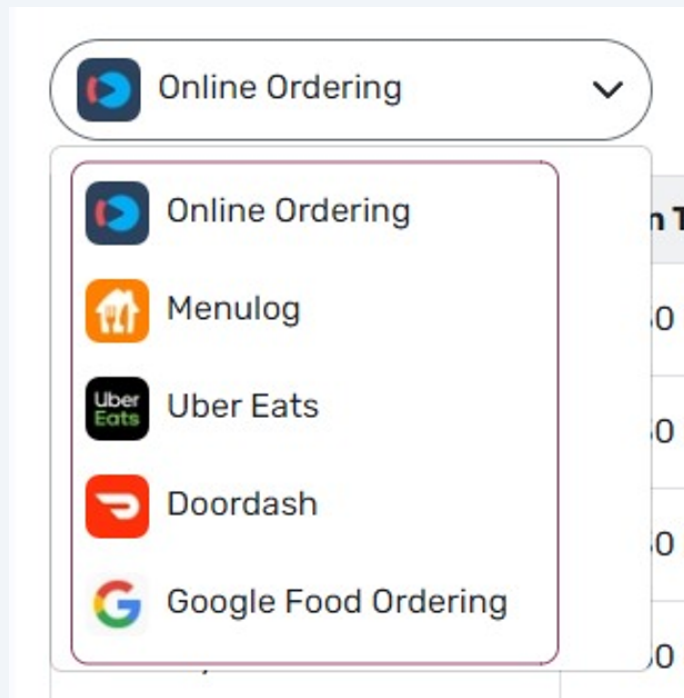 Online Ordering
Online Ordering
Menulog
Uber
Eats
Uber Eats
Doordash
Google Food Ordering